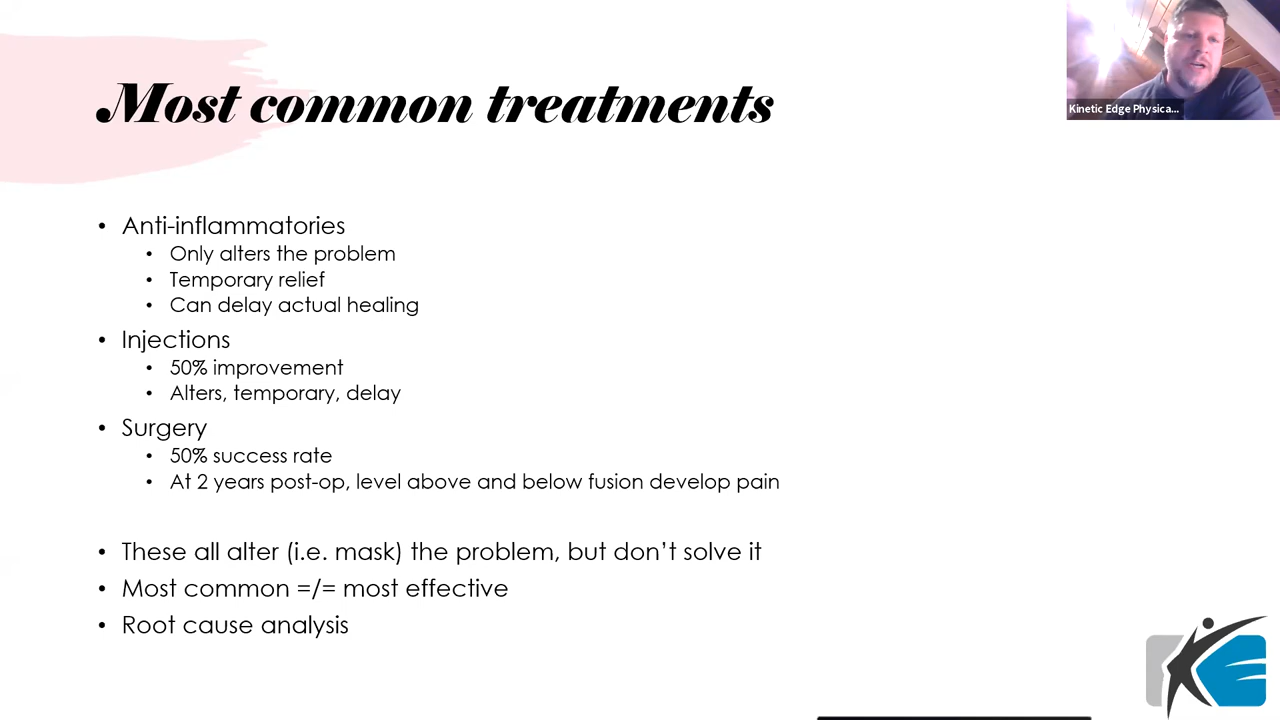 Most common treatments
Kinetic Edge Physica...
• Anti-inflammatories
• Only alters the problem
• Temporary relief
• Can delay actual healing
• Injections
• 50% improvement
• Alters, temporary, delay
• Surgery
• 50% success rate
• At 2 years post-op, level above and below fusion develop pain
• These all alter (i.e. mask) the problem, but don’t solve it
• Most common =/= most effective
• Root cause analysis